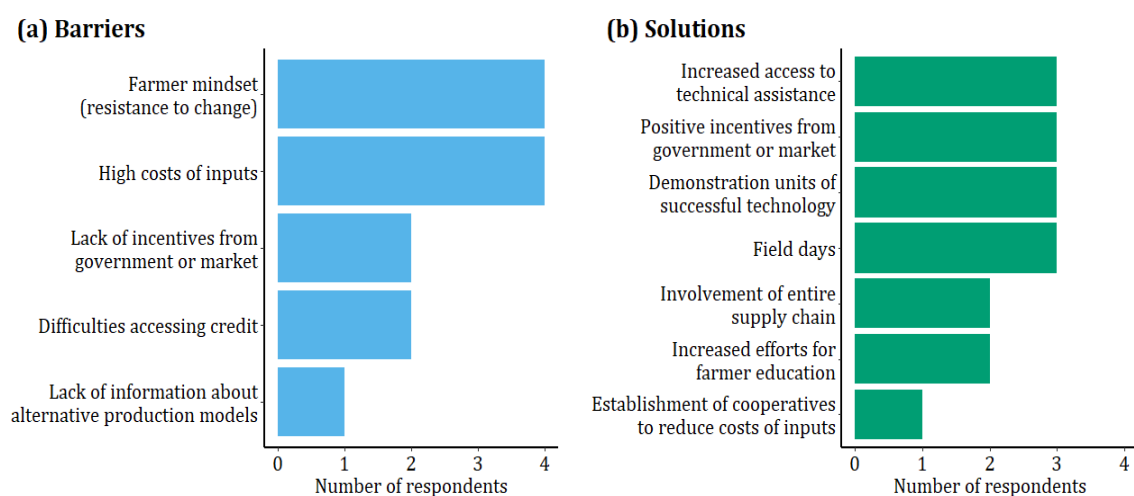 (a) Barriers
Farmer mindset
(resistance to change)
High costs of inputs
Lack of incentives from
government or market
Difficulties accessing credit
Lack of information about
alternative production models
0 1 2 3 4
Number of respondents
(b) Solutions
Increased access to
technical assistance
Positive incentives from
government or market
Demonstration units of
successful technology
Field days
Involvement of entire
supply chain
Increased efforts for
farmer education
Establishment of cooperatives
to reduce costs of inputs
0 1 2 3 4
Number of respondents